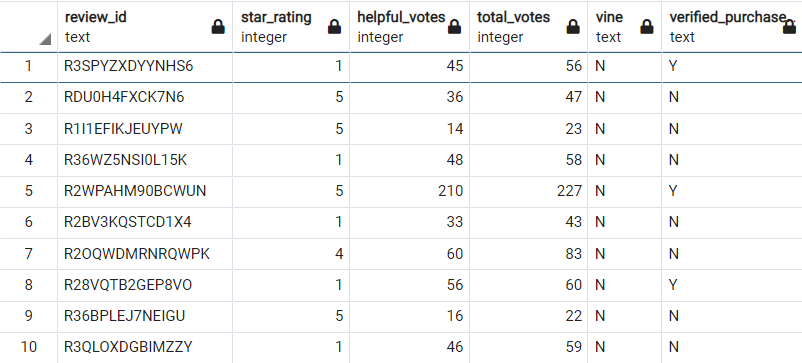 review_id star_rating helpful_votes total_votes vine verified_purchase
text integer integer integer text text
1 R3SPYZXDYYNHS6 1 45 56 N Y
2 RDU0H4FXCK7N6 5 36 47 N N
3 R1I1EFIKJEUYPW 5 14 23 N N
4 R36WZ5NSI0L15K 1 48 58 N N
5 R2WPAHM90BCWUN 5 210 227 N Y
6 R2BV3KQSTCD1X4 1 33 43 N N
7 R2OQWDMRNRQWPK 4 60 83 N N
8 R28VQTB2GEP8VO 1 56 60 N Y
9 R36BPLEJ7NEIGU 5 16 22 N N
10 R3QLOXDGBIMZZY 1 46 59 N N